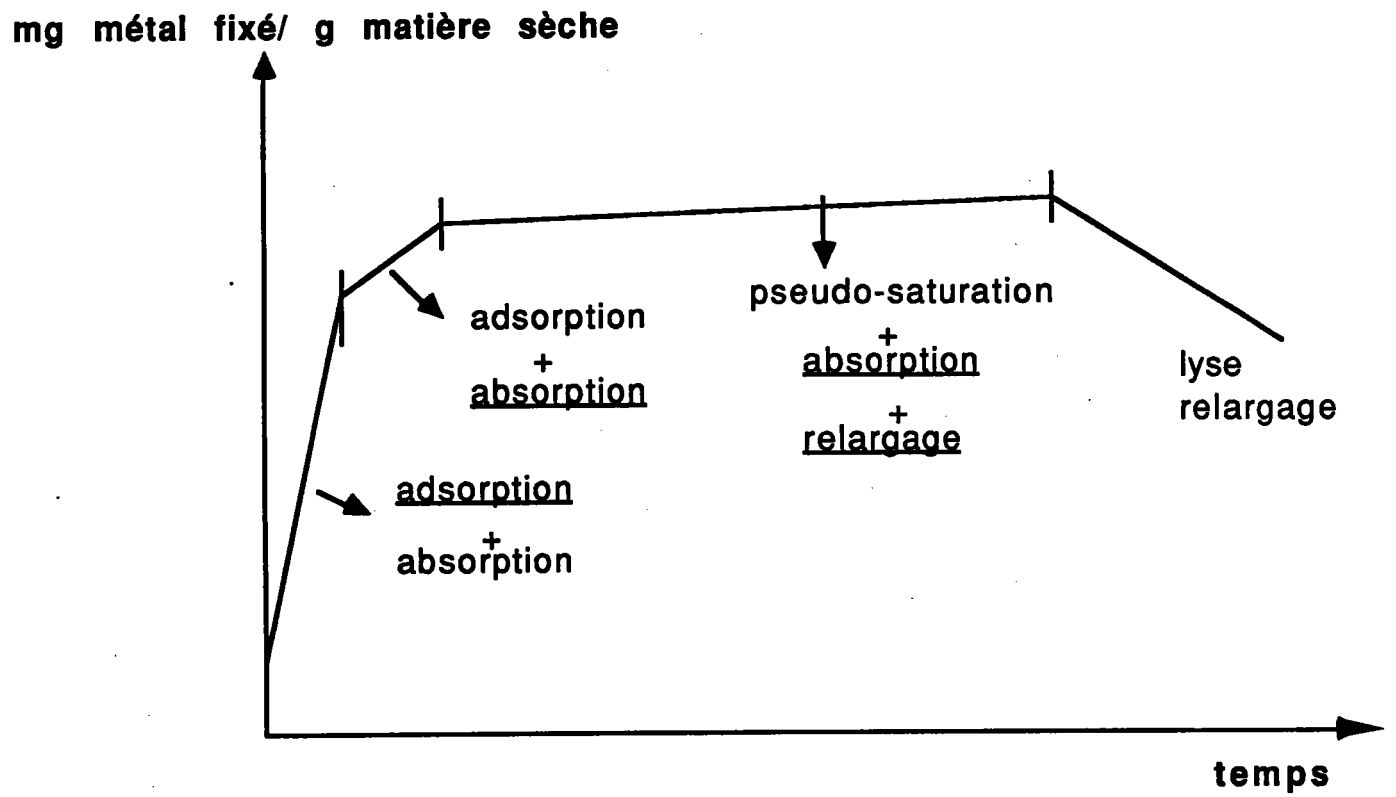 mg métal fixé/ g matière sèche
adsorption
+
absorption
adsorption
+
absorption
pseudo-saturation
+
absorption
+
relargage
lyse
relargage
temps